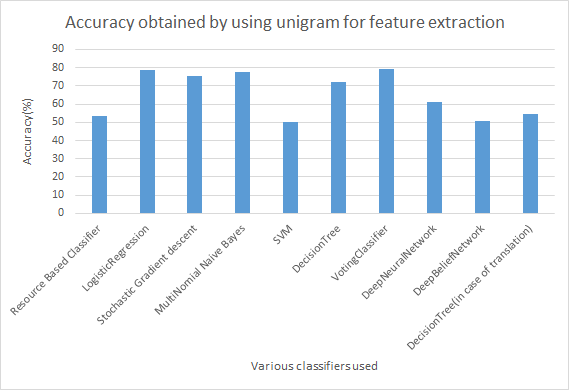 Accuracy obtained by using unigram for feature extraction
90
80
70
60
50
40
30
20
10
0
Accuracy(%)
Resource Based Classifier
LogisticRegression
Stochastic Gradient descent
MultiNomial Naive Bayes
SVM
DecisionTree
VotingClassifier
DeepNeuralNetwork
DeepBeliefNetwork
DecisionTree(in case of translation)
Various classifiers used